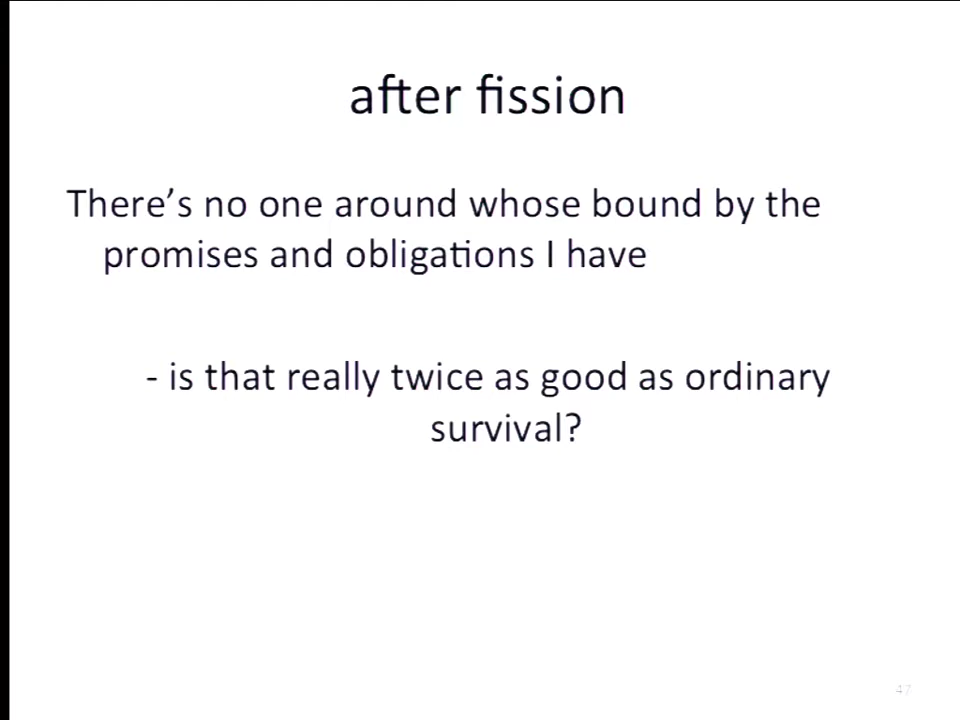 after fission
There’s no one around whose bound by the
promises and obligations I have
- is that really twice as good as ordinary
survival?
47